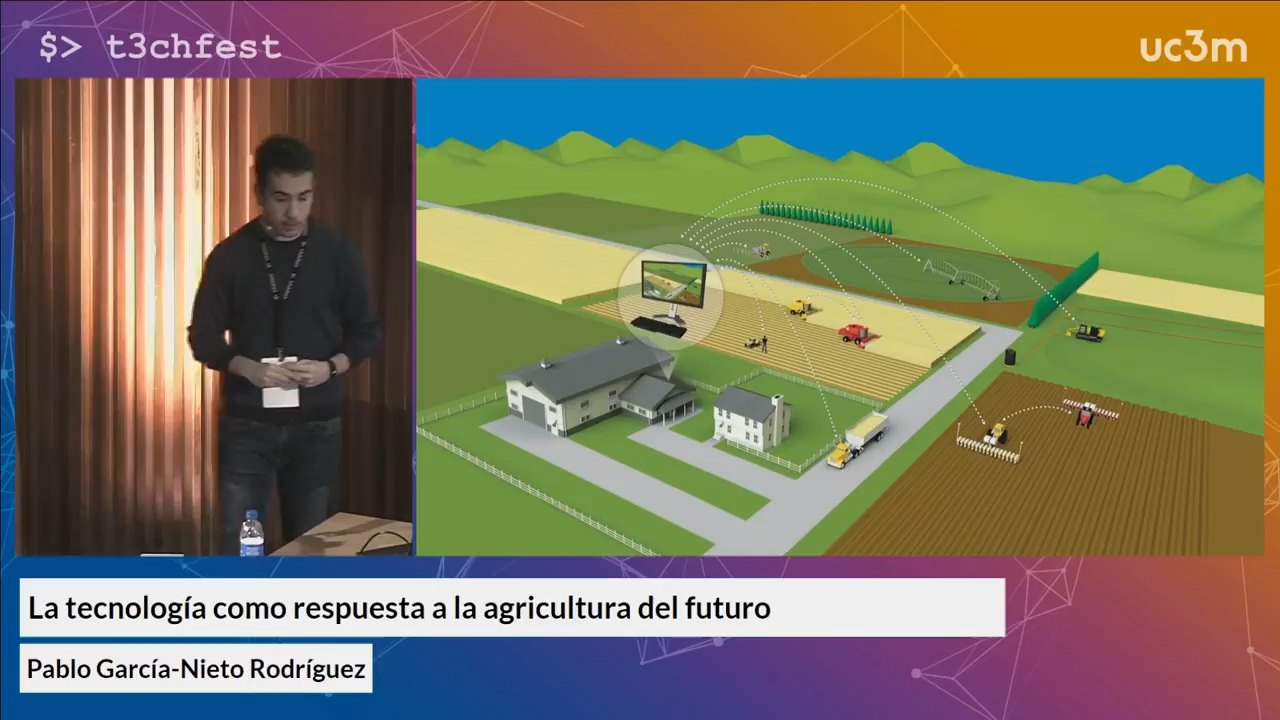 $> t3chfest
uc3m
La tecnología como respuesta a la agricultura del futuro
Pablo García-Nieto Rodríguez